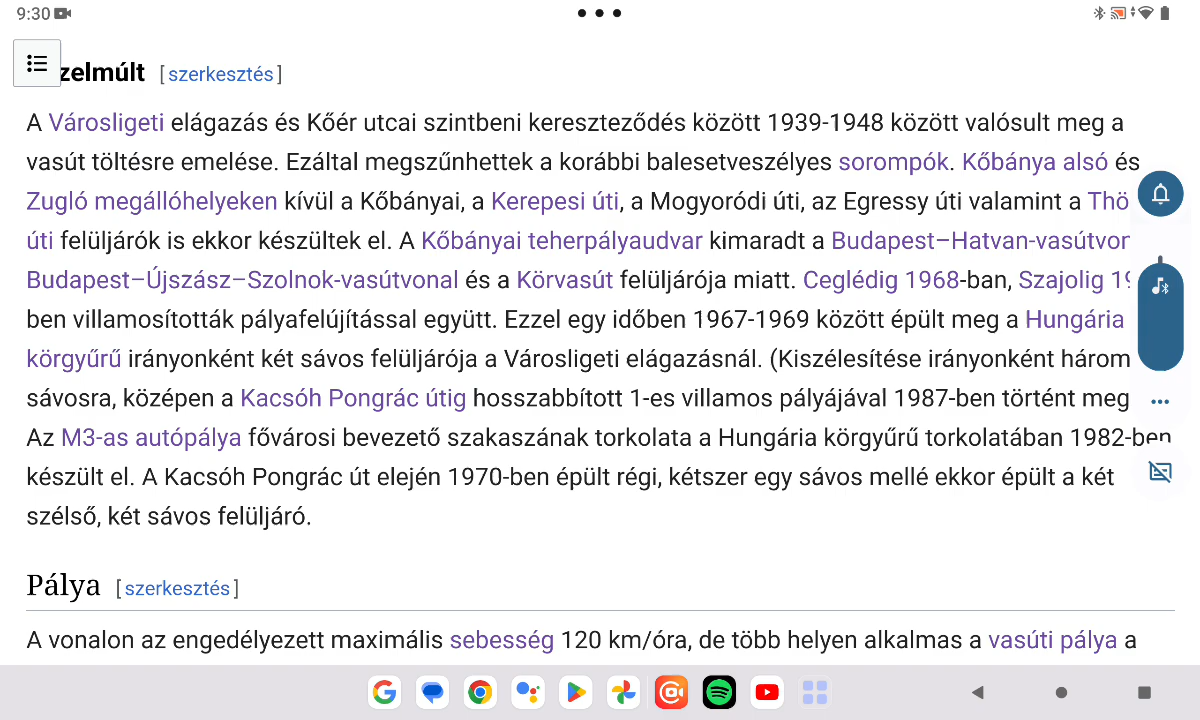 9:30
zelmúlt [ szerkesztés ]
A Városligeti elágazás és Kőér utcai szintbeni kereszteződés között 1939-1948 között valósult meg a
vasút töltésre emelése. Ezáltal megszűnhettek a korábbi balesetveszélyes sorompók. Kőbánya alsó és
Zugló megállóhelyeken kívül a Kőbányai, a Kerepesi úti, a Mogyoródi úti, az Egressy úti valamint a Thö
úti felüljárók is ekkor készültek el. A Kőbányai teherpályaudvar kimaradt a Budapest–Hatvan-vasútvon
Budapest–Újszász–Szolnok-vasútvonal és a Körvasút felüljárója miatt. Ceglédig 1968-ban, Szajolig 19
ben villamosították pályafelújítással együtt. Ezzel egy időben 1967-1969 között épült meg a Hungária
körgyűrű irányonként két sávos felüljárója a Városligeti elágazásnál. (Kiszélesítése irányonként három
sávosra, középen a Kacsóh Pongrác útig hosszabbított 1-es villamos pályájával 1987-ben történt meg
Az M3-as autópálya fővárosi bevezető szakaszának torkolata a Hungária körgyűrű torkolatában 1982-ben
készült el. A Kacsóh Pongrác út elején 1970-ben épült régi, kétszer egy sávos mellé ekkor épült a két
szélső, két sávos felüljáró.
Pálya [ szerkesztés ]
A vonalon az engedélyezett maximális sebesség 120 km/óra, de több helyen alkalmas a vasúti pálya a